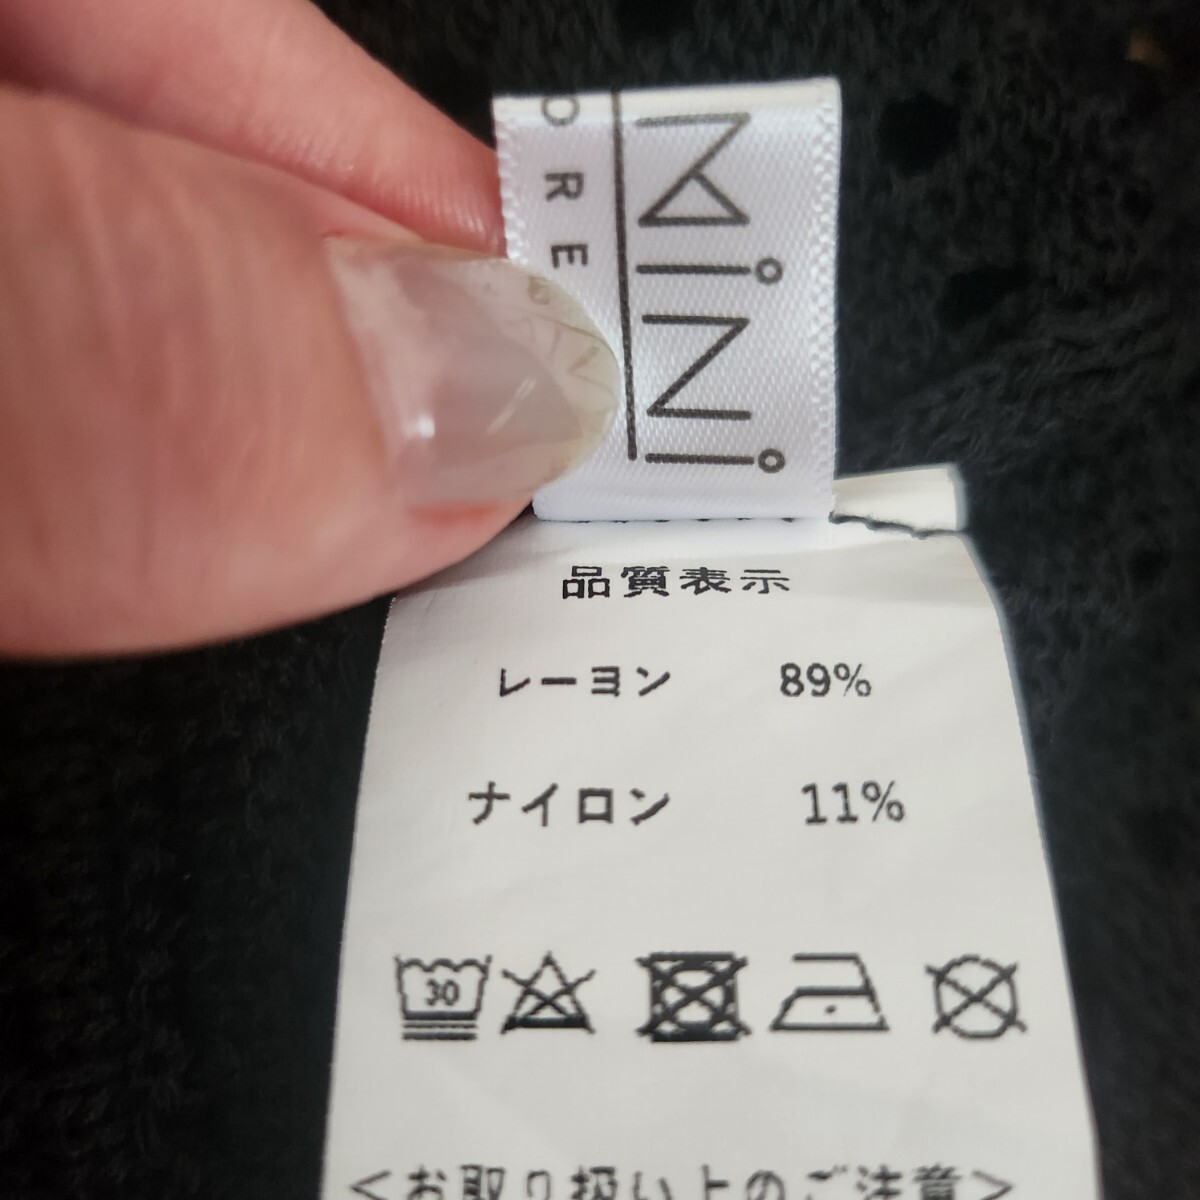 MiNi
ORE
品質表示
レーヨン 89%
ナイロン 11%
30
＜お取り扱い上のご注意＞